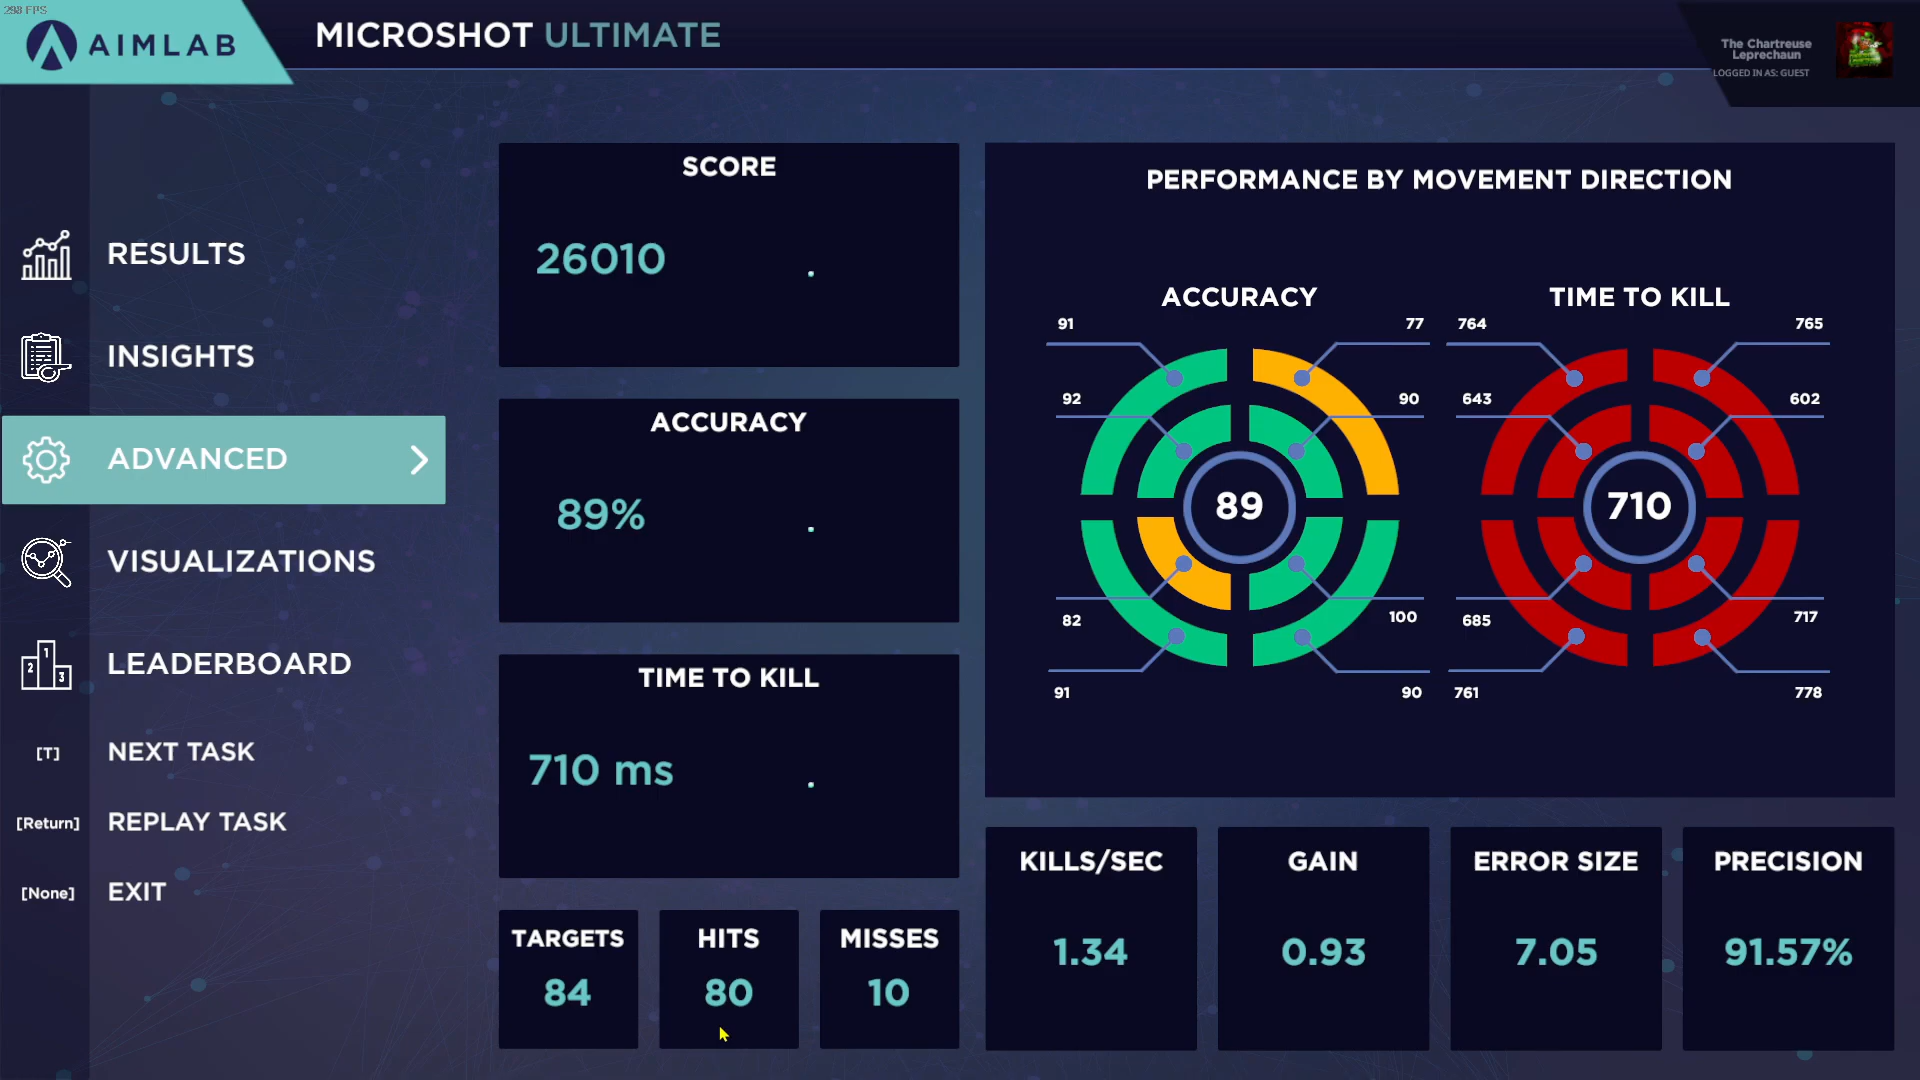 298 FPS
AIMLAB
MICROSHOT ULTIMATE
The Chartreuse
Leprechaun
LOGGED IN AS: GUEST
RESULTS
INSIGHTS
ADVANCED
VISUALIZATIONS
2 1 3
LEADERBOARD
[T] NEXT TASK
[Return] REPLAY TASK
[None] EXIT
SCORE
26010
ACCURACY
89%
TIME TO KILL
710 ms
TARGETS
84
HITS
80
MISSES
10
PERFORMANCE BY MOVEMENT DIRECTION
ACCURACY
91 77
92 90
89
82 100
91 90
TIME TO KILL
764 765
643 602
710
685 717
761 778
KILLS/SEC
1.34
GAIN
0.93
ERROR SIZE
7.05
PRECISION
91.57%